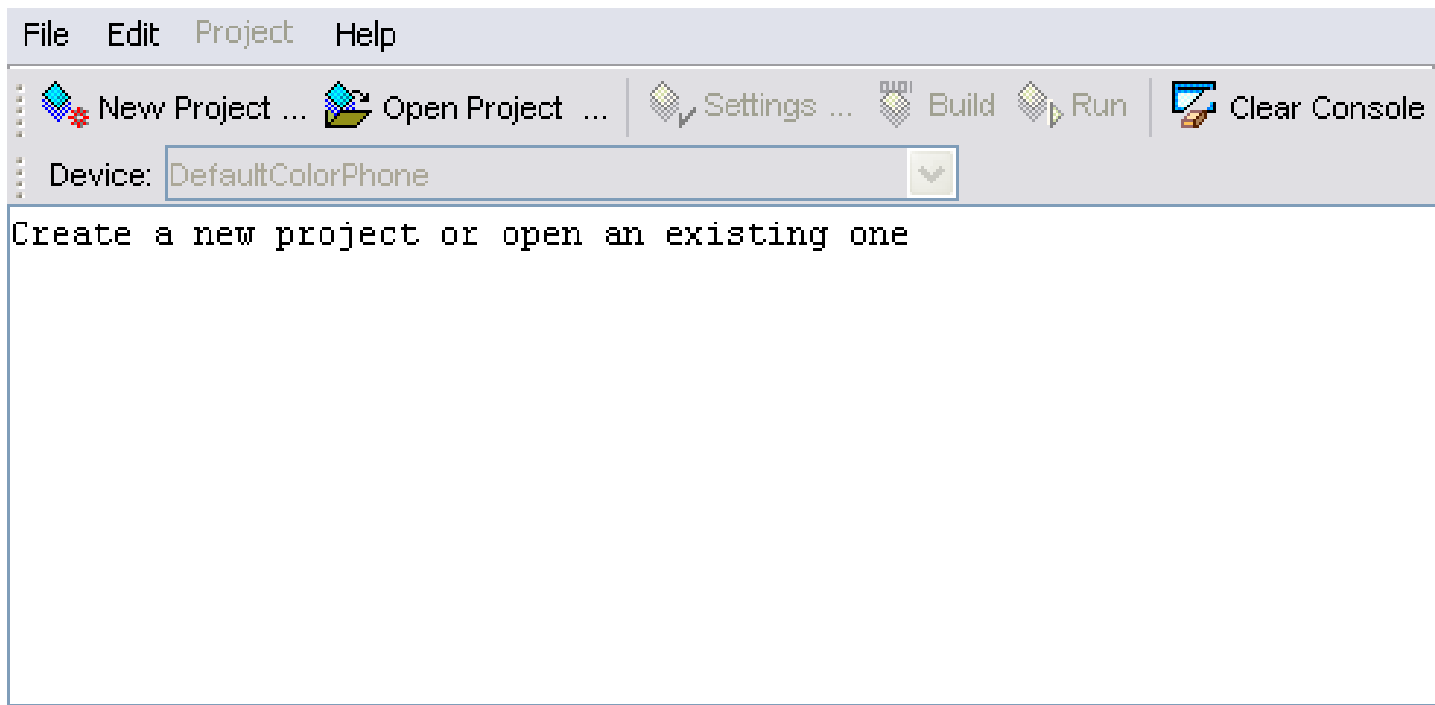 File Edit Project Help
New Project ... Open Project ... Settings ... Build Run Clear Console
Device: DefaultColorPhone
Create a new project or open an existing one